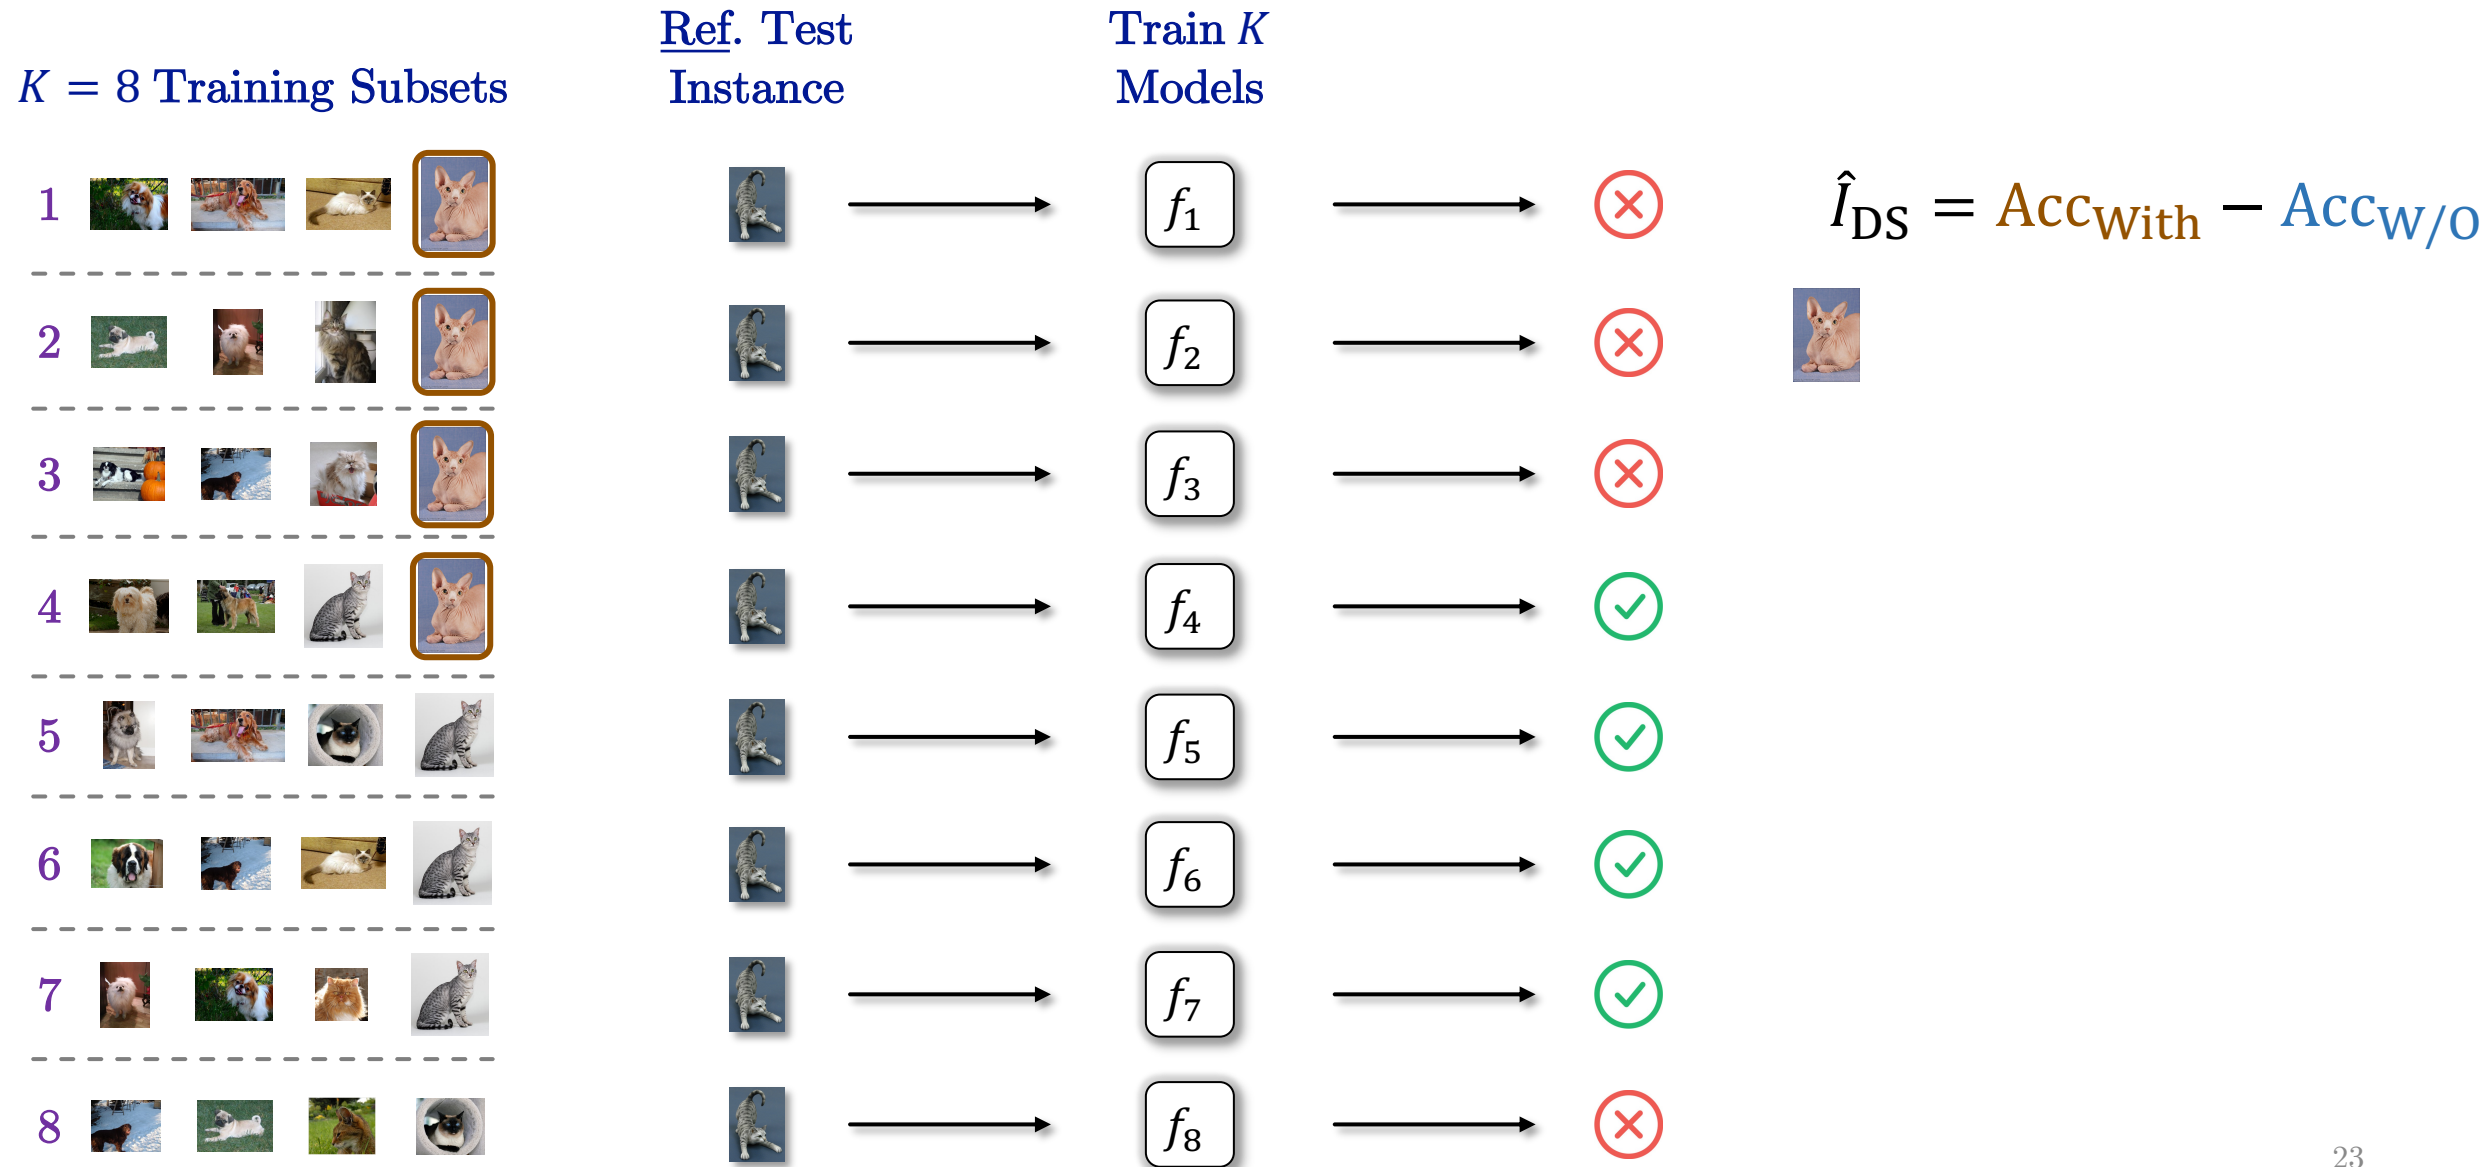 Ref. Test
Instance
Train K
Models
K = 8 Training Subsets
1
f₁
Î_DS = Acc_With − Acc_W/O
2
f₂
3
f₃
4
f₄
5
f₅
6
f₆
7
f₇
8
f₈
23